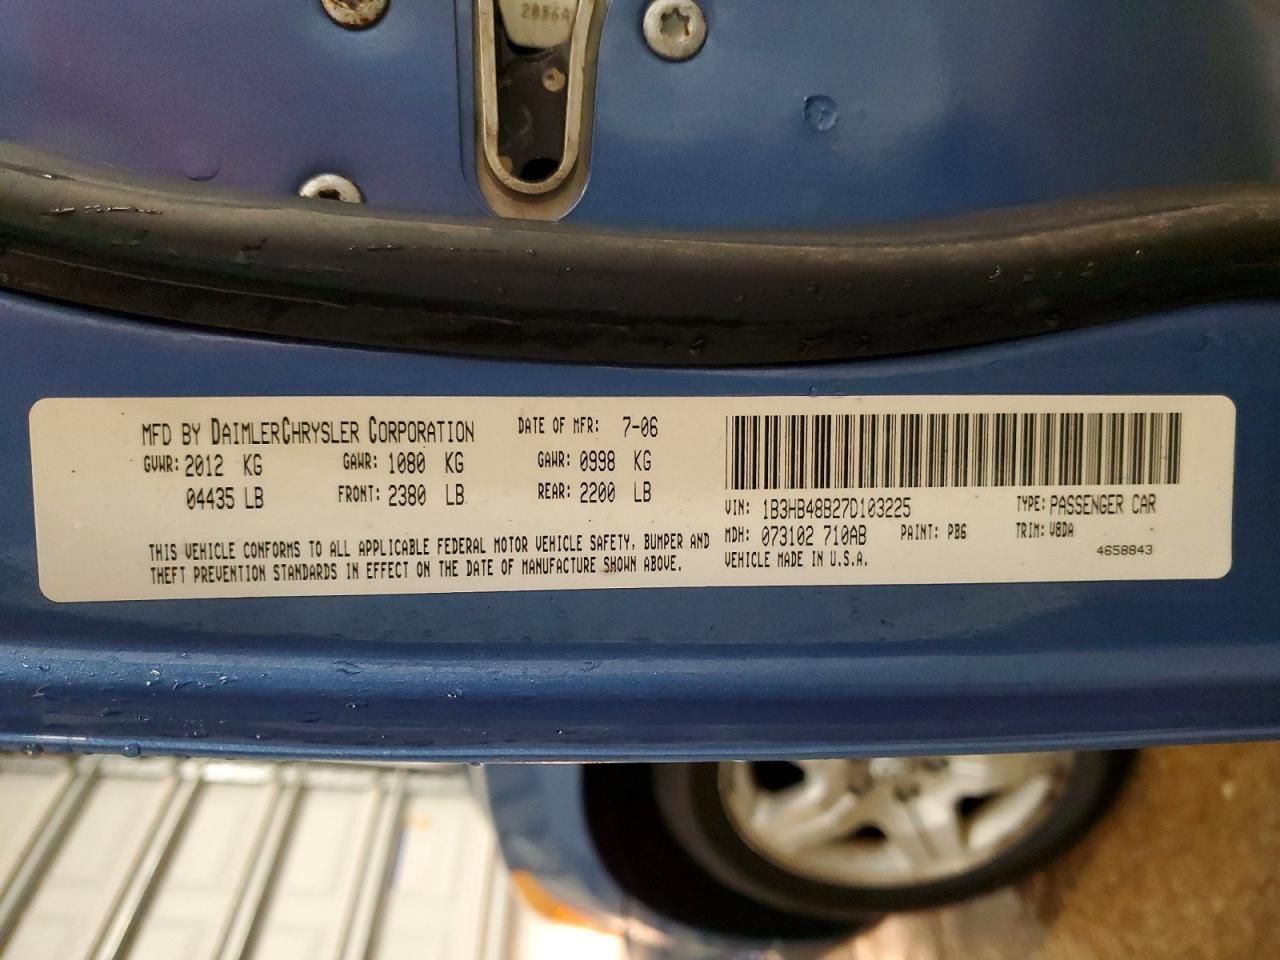 2856A
MFD BY DAIMLERCHRYSLER CORPORATION DATE OF MFR: 7-06
GVWR: 2012 KG GAWR: 1080 KG GAWR: 0998 KG
04435 LB FRONT: 2380 LB REAR: 2200 LB
THIS VEHICLE CONFORMS TO ALL APPLICABLE FEDERAL MOTOR VEHICLE SAFETY, BUMPER AND
THEFT PREVENTION STANDARDS IN EFFECT ON THE DATE OF MANUFACTURE SHOWN ABOVE.
VIN: 1B3HB48B27D103225 TYPE: PASSENGER CAR
MDH: 073102 710AB PAINT: PB6 TRIM: V8DA
VEHICLE MADE IN U.S.A. 4658843